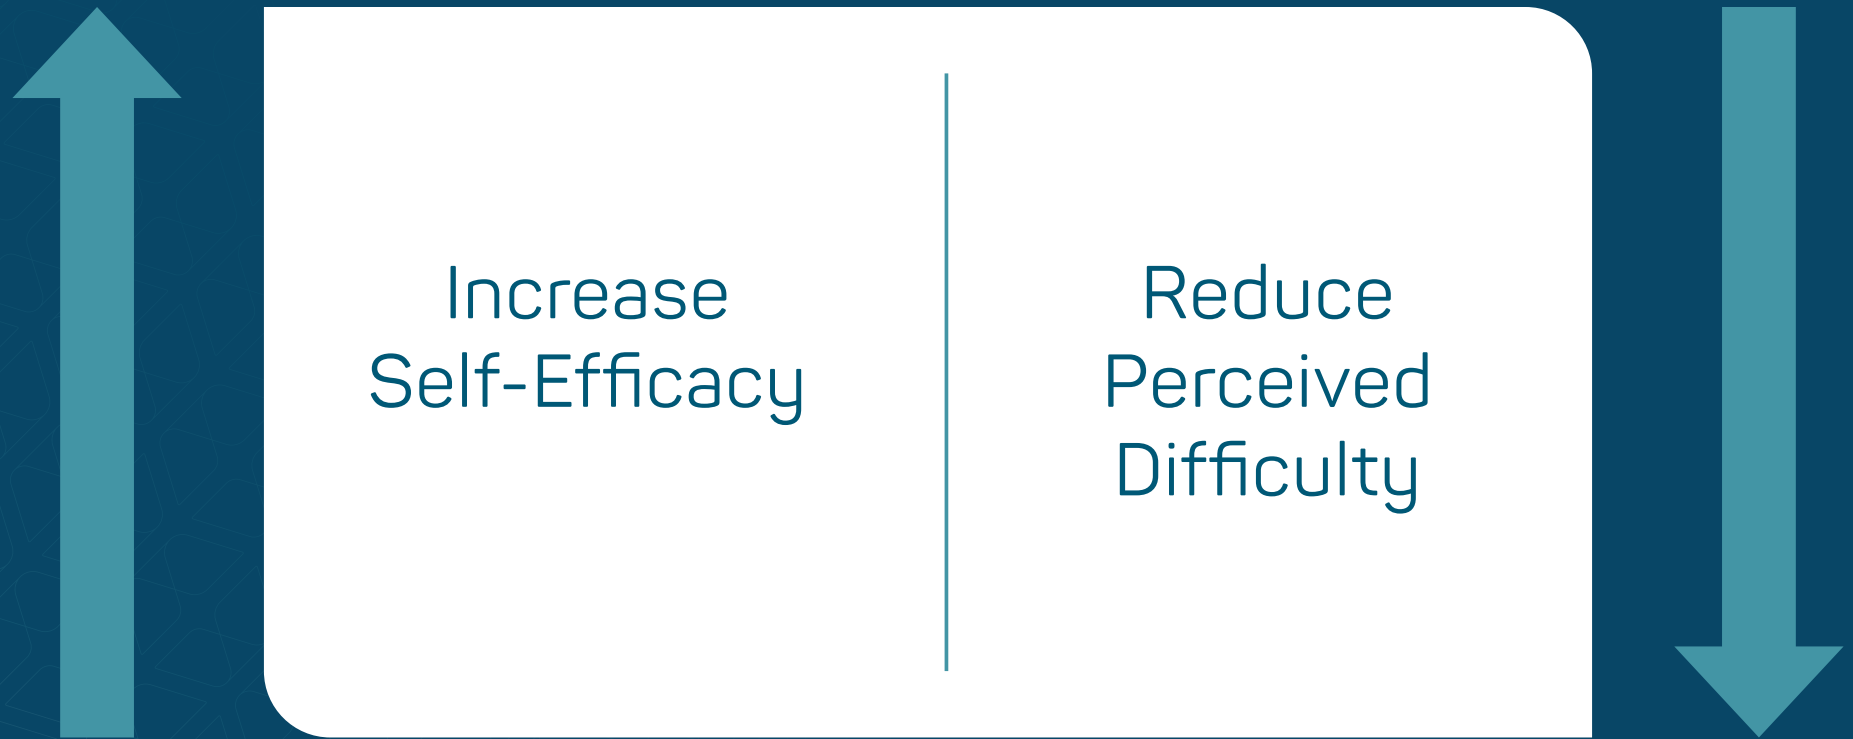 Increase
Self-Efficacy
Reduce
Perceived
Difficulty